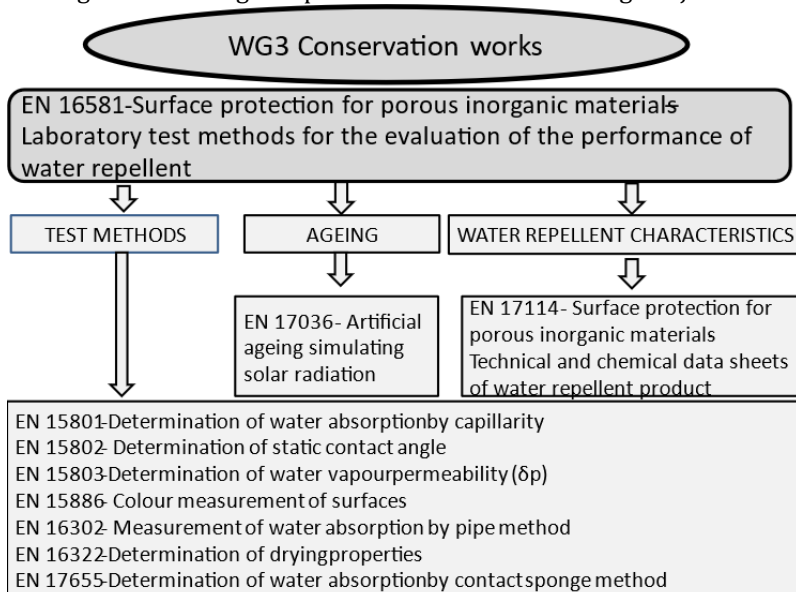 WG3 Conservation works
EN 16581-Surface protection for porous inorganic materials
Laboratory test methods for the evaluation of the performance of
water repellent
TEST METHODS
AGEING
WATER REPELLENT CHARACTERISTICS
EN 17036- Artificial
ageing simulating
solar radiation
EN 17114- Surface protection for
porous inorganic materials
Technical and chemical data sheets
of water repellent product
EN 15801-Determination of water absorptionby capillarity
EN 15802- Determination of static contact angle
EN 15803-Determination of water vapourpermeability (δp)
EN 15886- Colour measurement of surfaces
EN 16302- Measurement of water absorption by pipe method
EN 16322-Determination of dryingproperties
EN 17655-Determination of water absorptionby contact sponge method